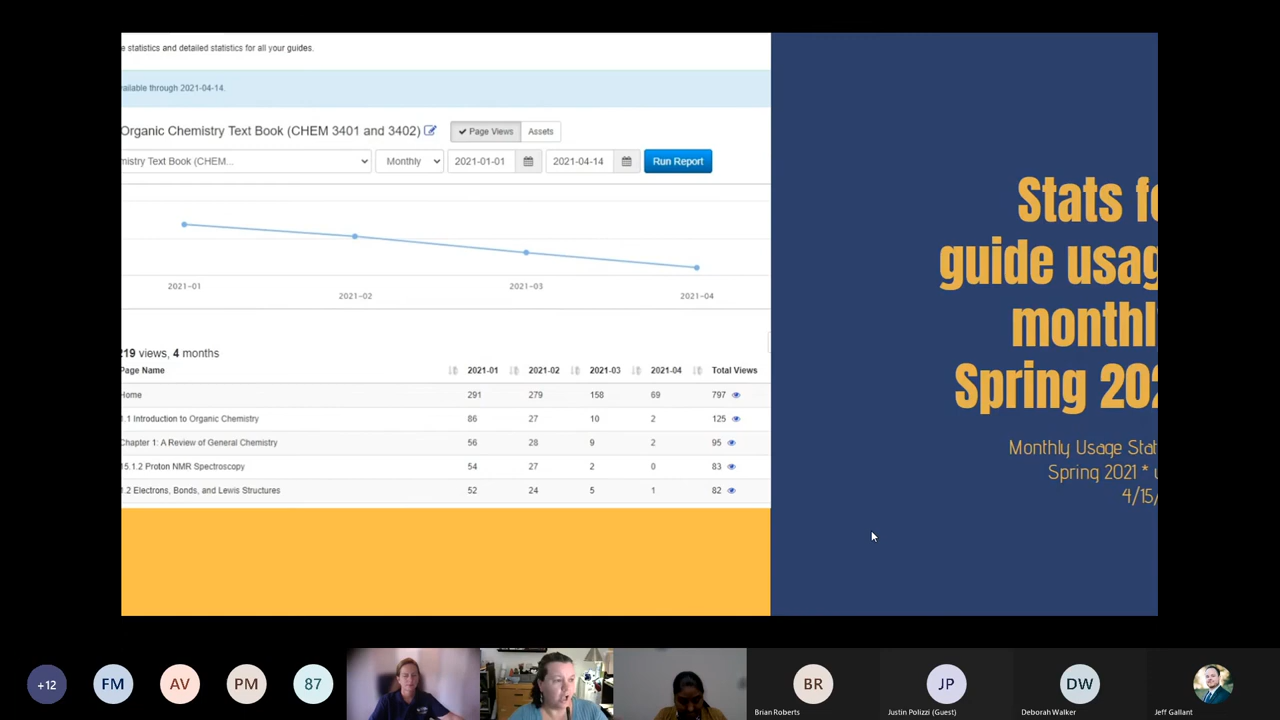 e statistics and detailed statistics for all your guides.
ailable through 2021-04-14.
Organic Chemistry Text Book (CHEM 3401 and 3402)
Page Views
Assets
mistry Text Book (CHEM...
Monthly
2021-01-01
2021-04-14
Run Report
2021-01
2021-02
2021-03
2021-04
219 views, 4 months
Page Name 2021-01 2021-02 2021-03 2021-04 Total Views
Home 291 279 158 69 797
1.1 Introduction to Organic Chemistry 86 27 10 2 125
Chapter 1: A Review of General Chemistry 56 28 9 2 95
15.1.2 Proton NMR Spectroscopy 54 27 2 0 83
1.2 Electrons, Bonds, and Lewis Structures 52 24 5 1 82
Stats fo
guide usag
monthl
Spring 202
Monthly Usage Stat
Spring 2021 * u
4/15/
+12
FM
AV
PM
87
BR
Brian Roberts
JP
Justin Polizzi (Guest)
DW
Deborah Walker
Jeff Gallant